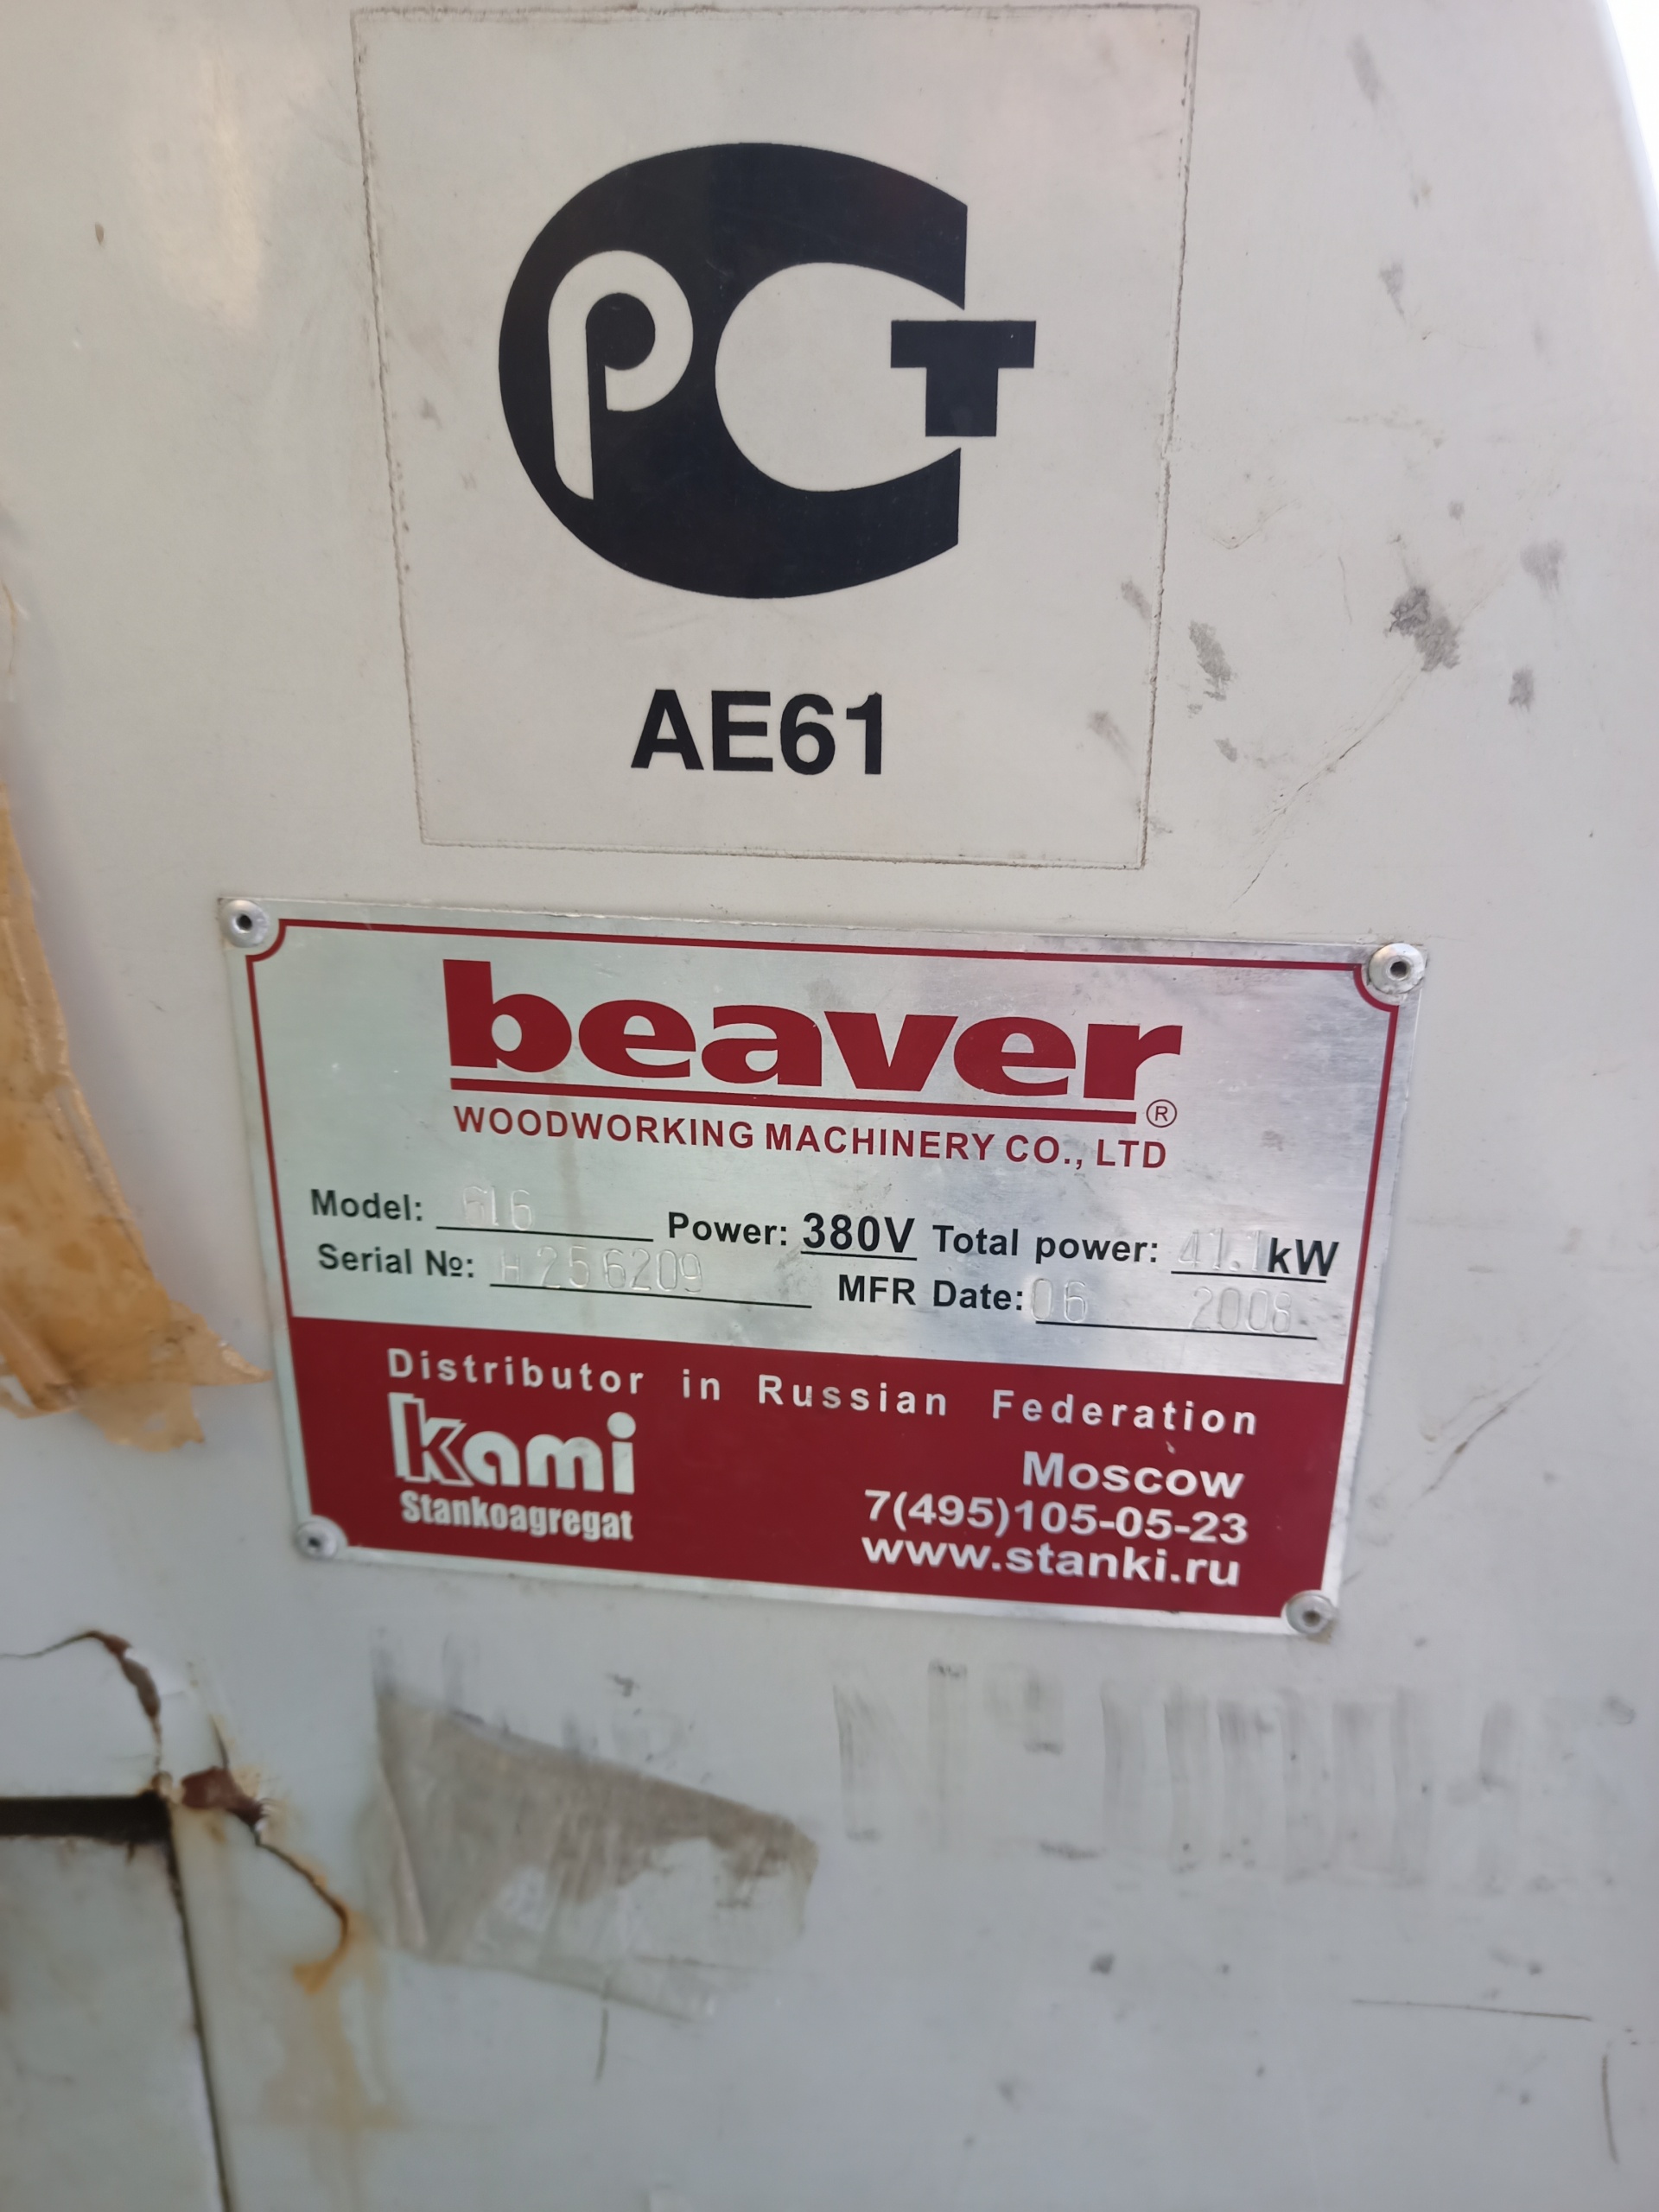 РСТ
AE61
beaver®
WOODWORKING MACHINERY CO., LTD
Model: 616 Power: 380V Total power: 41.1kW
Serial №: H256209 MFR Date: 06 2008
Distributor in Russian Federation
kami
Stankoagregat
Moscow
7(495)105-05-23
www.stanki.ru